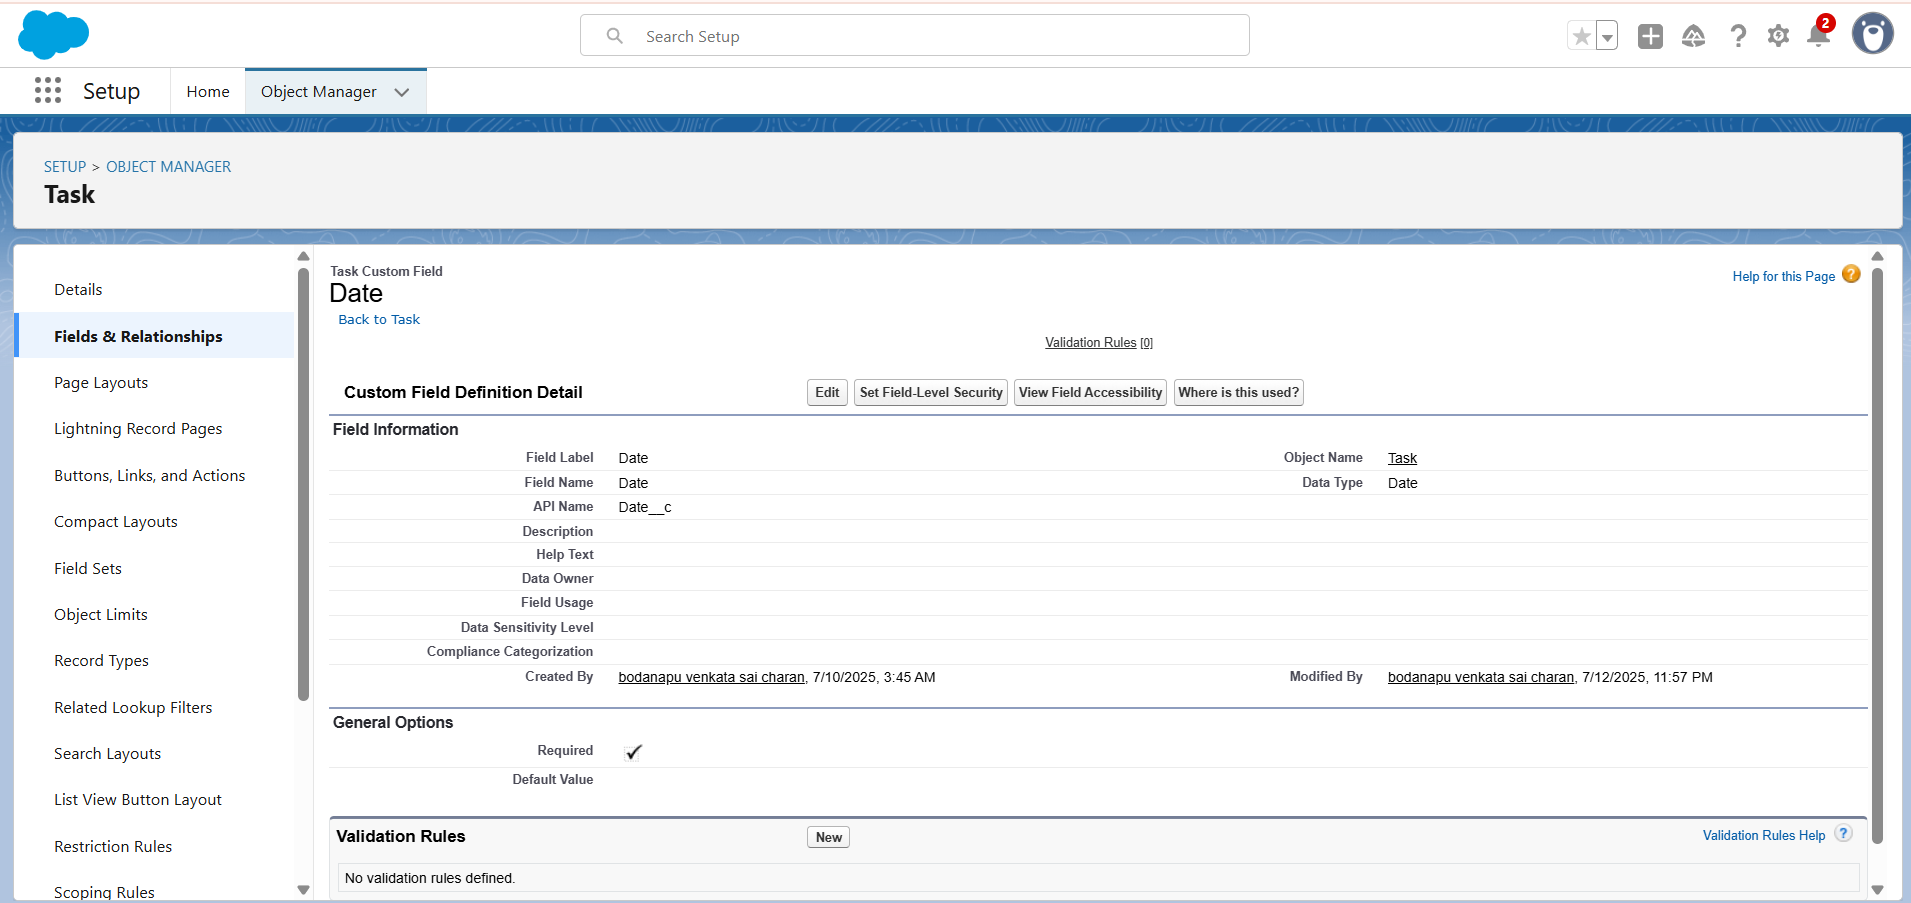 Search Setup
2
Setup
Home
Object Manager
SETUP > OBJECT MANAGER
Task
Details
Fields & Relationships
Page Layouts
Lightning Record Pages
Buttons, Links, and Actions
Compact Layouts
Field Sets
Object Limits
Record Types
Related Lookup Filters
Search Layouts
List View Button Layout
Restriction Rules
Scoping Rules
Task Custom Field
Date
Back to Task
Help for this Page ?
Validation Rules [0]
Custom Field Definition Detail
Edit
Set Field-Level Security
View Field Accessibility
Where is this used?
Field Information
Field Label Date Object Name Task
Field Name Date Data Type Date
API Name Date__c
Description
Help Text
Data Owner
Field Usage
Data Sensitivity Level
Compliance Categorization
Created By bodanapu venkata sai charan, 7/10/2025, 3:45 AM Modified By bodanapu venkata sai charan, 7/12/2025, 11:57 PM
General Options
Required
Default Value
Validation Rules New Validation Rules Help ?
No validation rules defined.